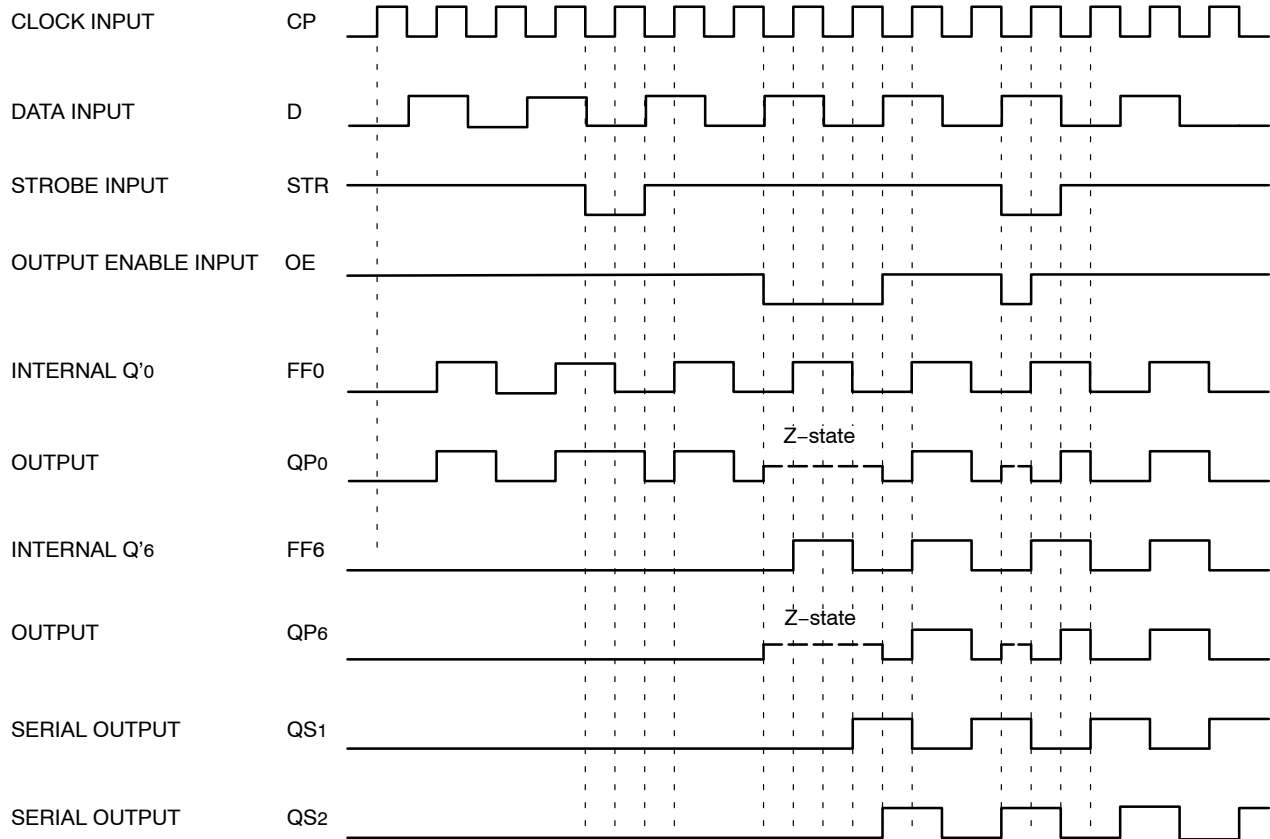 CLOCK INPUT CP
DATA INPUT D
STROBE INPUT STR
OUTPUT ENABLE INPUT OE
INTERNAL Q'0 FF0
Z–state
OUTPUT QP0
INTERNAL Q'6 FF6
Z–state
OUTPUT QP6
SERIAL OUTPUT QS1
SERIAL OUTPUT QS2